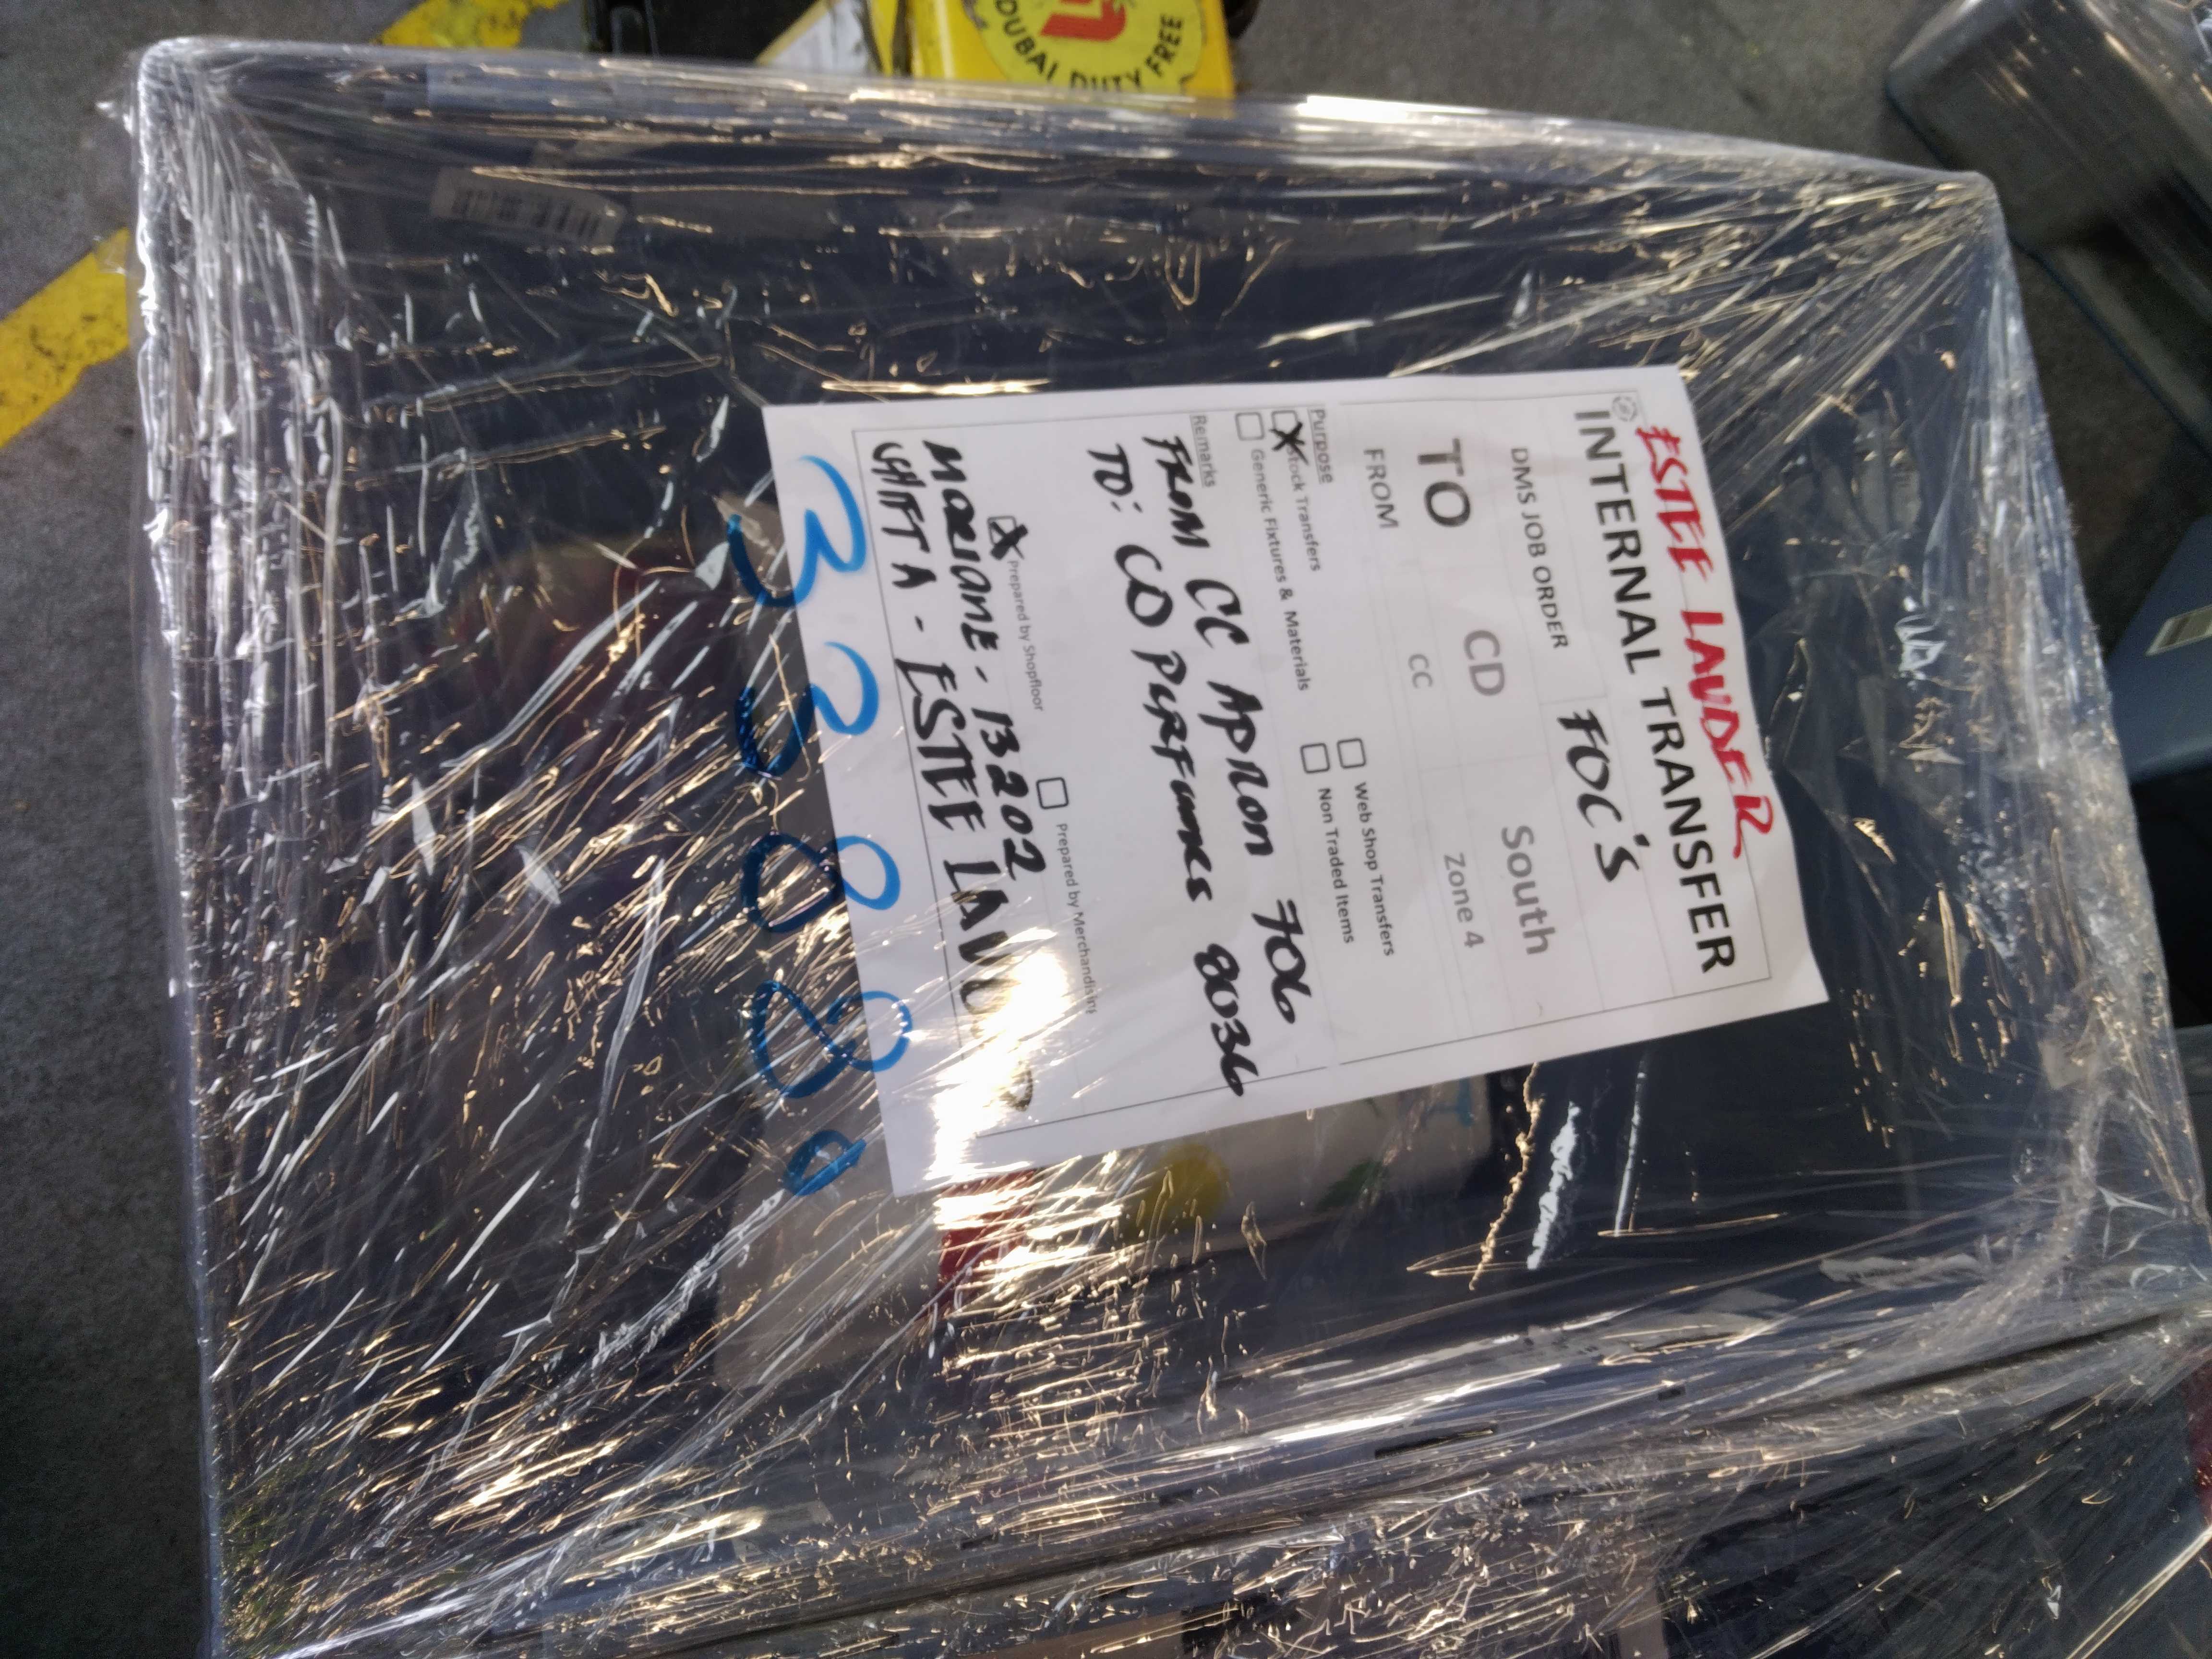 DUBAI DUTY FREE
ESTEE LAUDER
INTERNAL TRANSFER
DMS JOB ORDER FOC'S
TO CD South
FROM CC Zone 4
Purpose
Stock Transfers Web Shop Transfers
Generic Fixtures & Materials Non Traded Items
Remarks
FROM CC APRON 706
TO: CD PERFUMES 8036
Prepared by Shopfloor Prepared by Merchandising
MARIANE - 13202
SHIFT A - ESTEE LAUDER